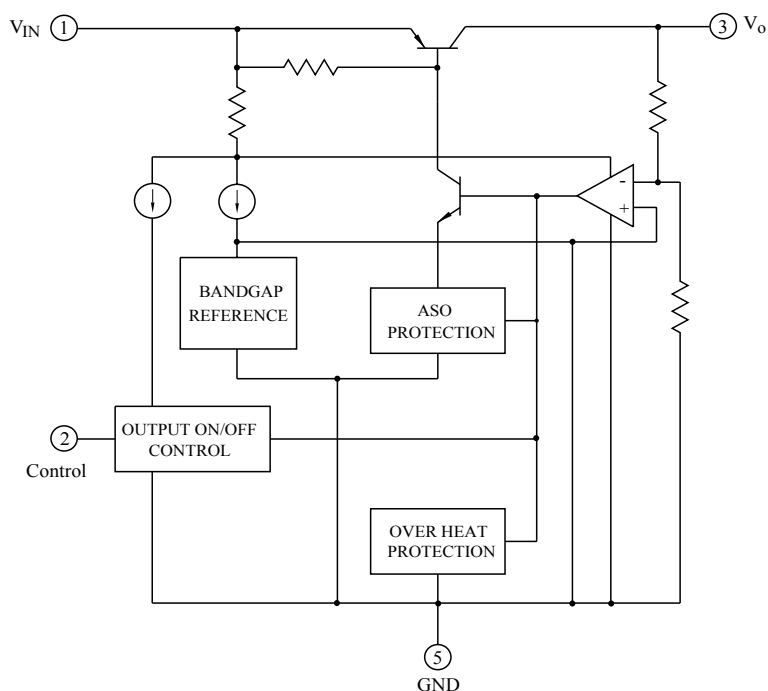 VIN 1
3 Vo
-
+
BANDGAP
REFERENCE
ASO
PROTECTION
2
Control
OUTPUT ON/OFF
CONTROL
OVER HEAT
PROTECTION
5
GND